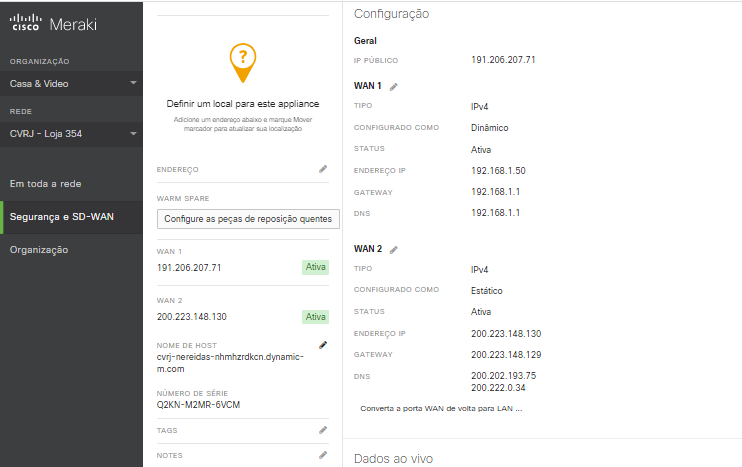 CISCO Meraki
ORGANIZAÇÃO
Casa & Video
REDE
CVRJ - Loja 354
Em toda a rede
Segurança e SD-WAN
Organização
?
Definir um local para este appliance
Adicione um endereço abaixo e marque Mover
marcador para atualizar sua localização
ENDEREÇO
WARM SPARE
Configure as peças de reposição quentes
WAN 1
191.206.207.71 Ativa
WAN 2
200.223.148.130 Ativa
NOME DE HOST
cvrj-nereidas-nhmhzrdkcn.dynamic-
m.com
NÚMERO DE SÉRIE
Q2KN-M2MR-6VCM
TAGS
NOTES
Configuração
Geral
IP PÚBLICO 191.206.207.71
WAN 1
TIPO IPv4
CONFIGURADO COMO Dinâmico
STATUS Ativa
ENDEREÇO IP 192.168.1.50
GATEWAY 192.168.1.1
DNS 192.168.1.1
WAN 2
TIPO IPv4
CONFIGURADO COMO Estático
STATUS Ativa
ENDEREÇO IP 200.223.148.130
GATEWAY 200.223.148.129
DNS 200.202.193.75
200.222.0.34
Converta a porta WAN de volta para LAN ...
Dados ao vivo